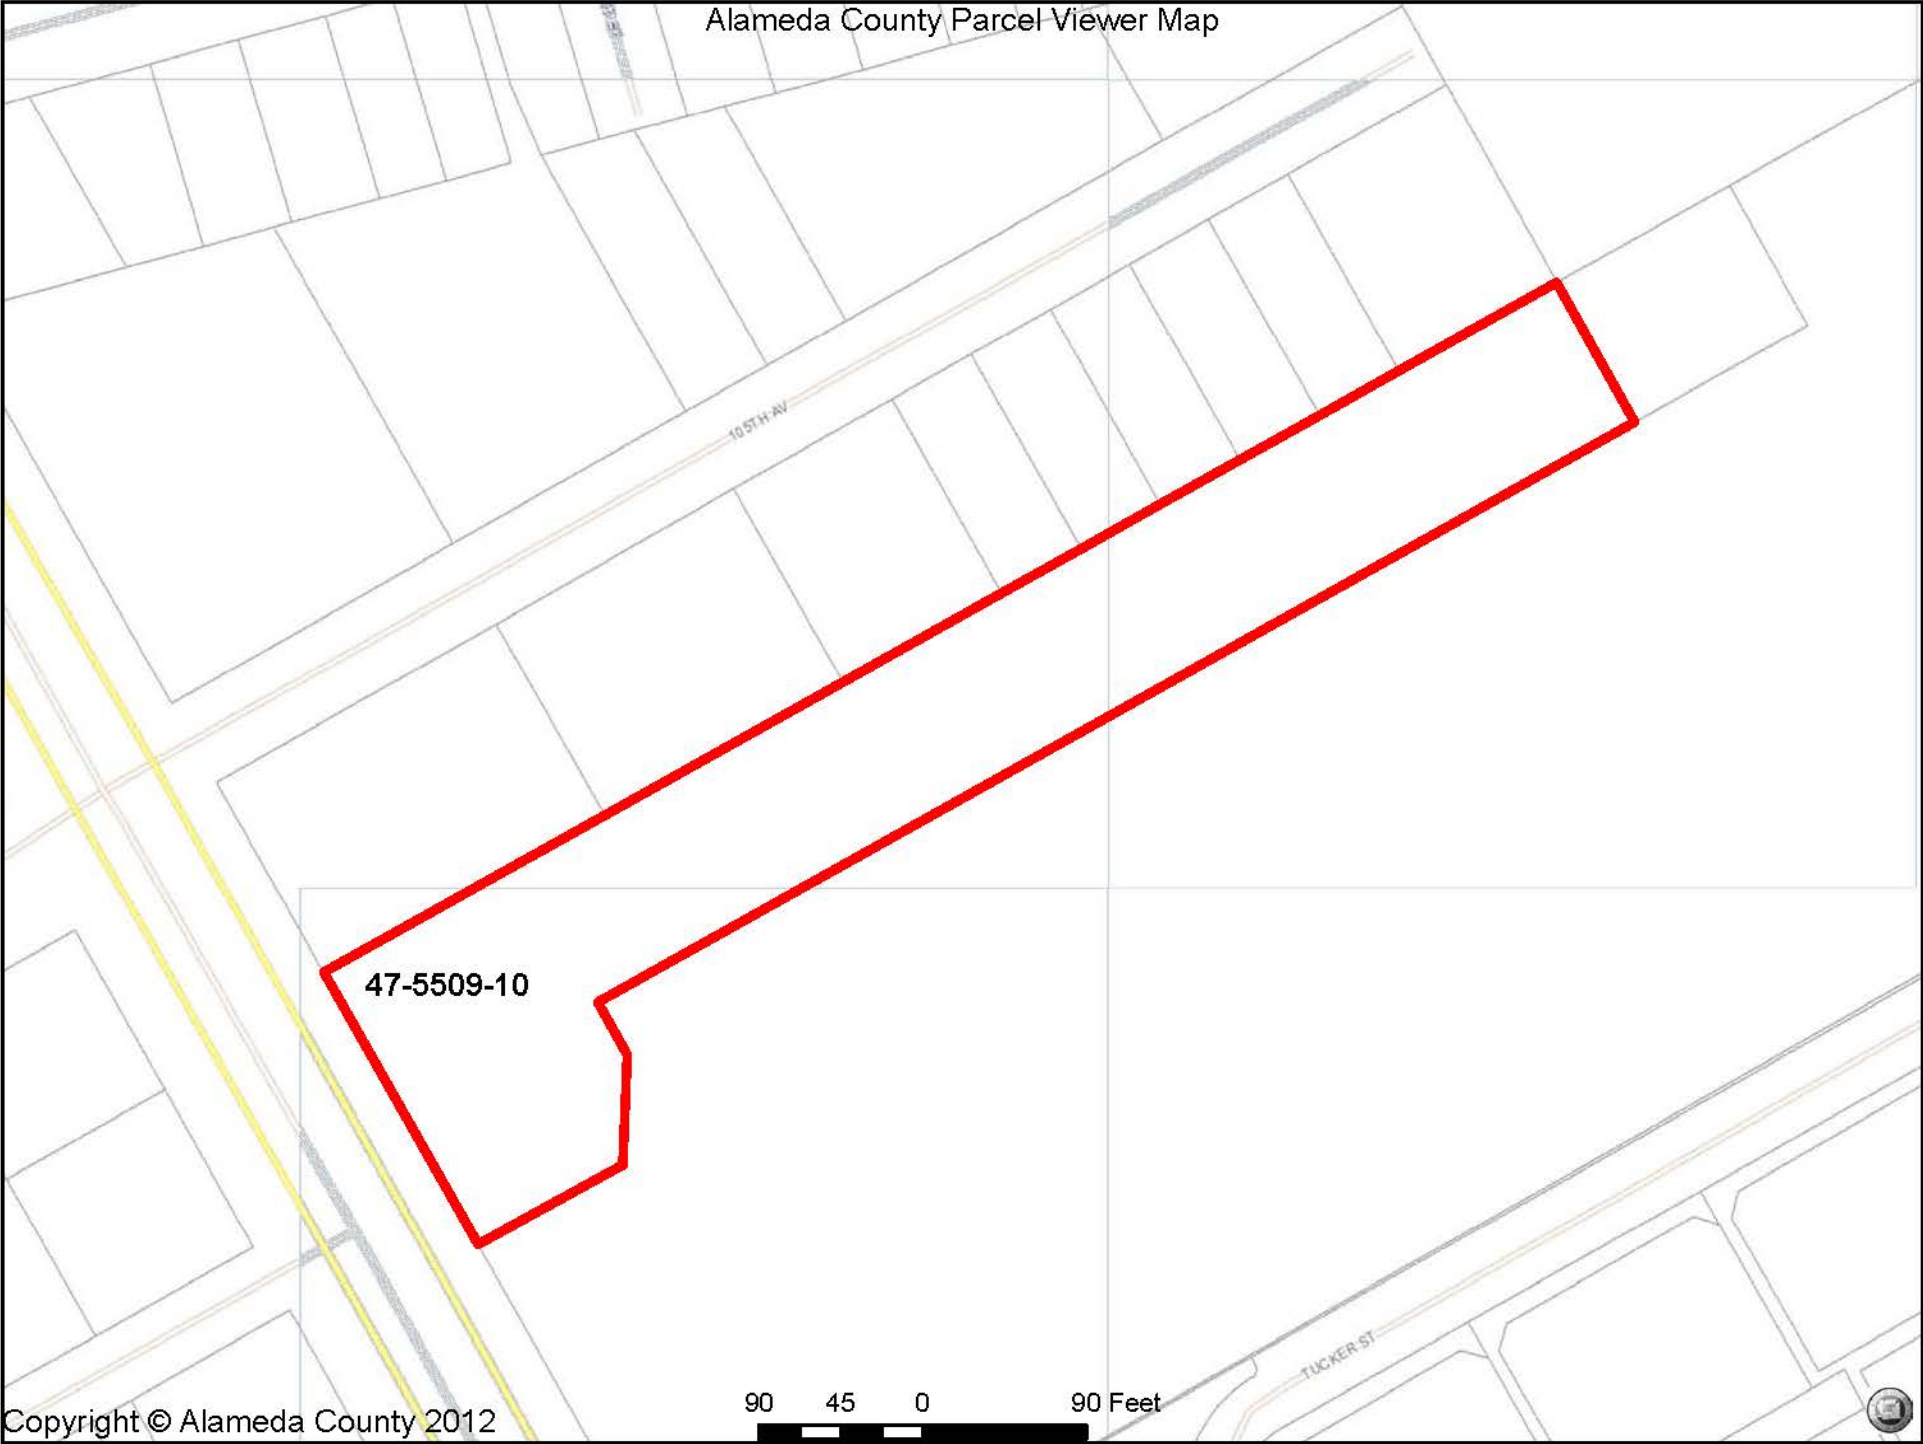 Alameda County Parcel Viewer Map
105TH AV
47-5509-10
TUCKER ST
90 45 0 90 Feet
Copyright © Alameda County 2012